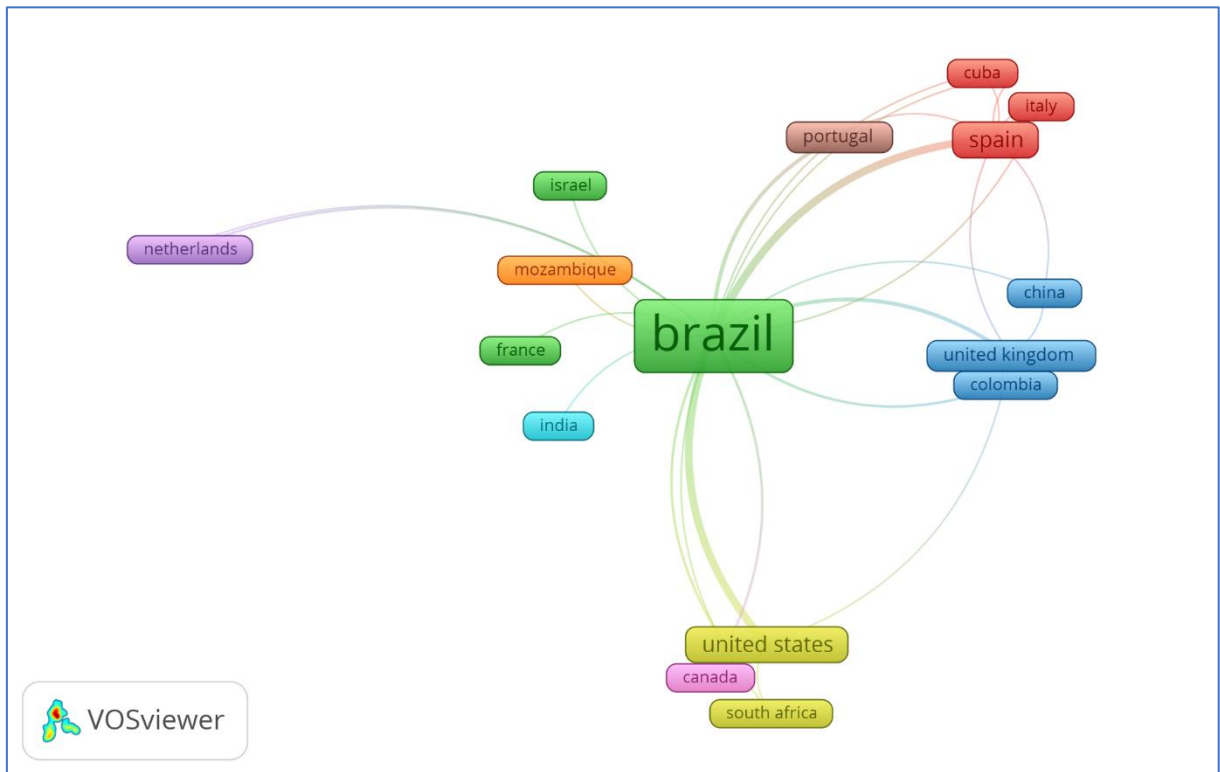 cuba
italy
portugal
spain
israel
netherlands
mozambique
china
brazil
france
united kingdom
colombia
india
united states
canada
south africa
VOSviewer